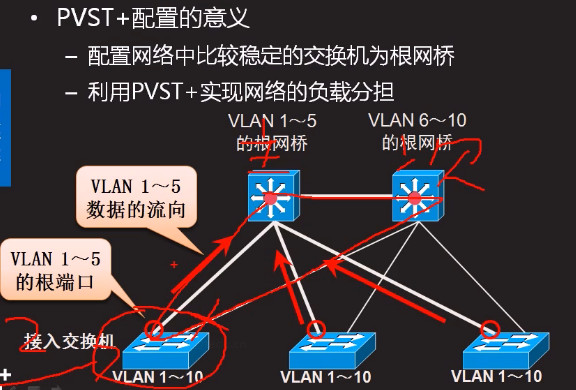 • PVST+配置的意义
– 配置网络中比较稳定的交换机为根网桥
– 利用PVST+实现网络的负载分担
VLAN 1～5
的根网桥
VLAN 6～10
的根网桥
VLAN 1～5
数据的流向
VLAN 1～5
的根端口
接入交换机
VLAN 1～10
VLAN 1～10
VLAN 1～10